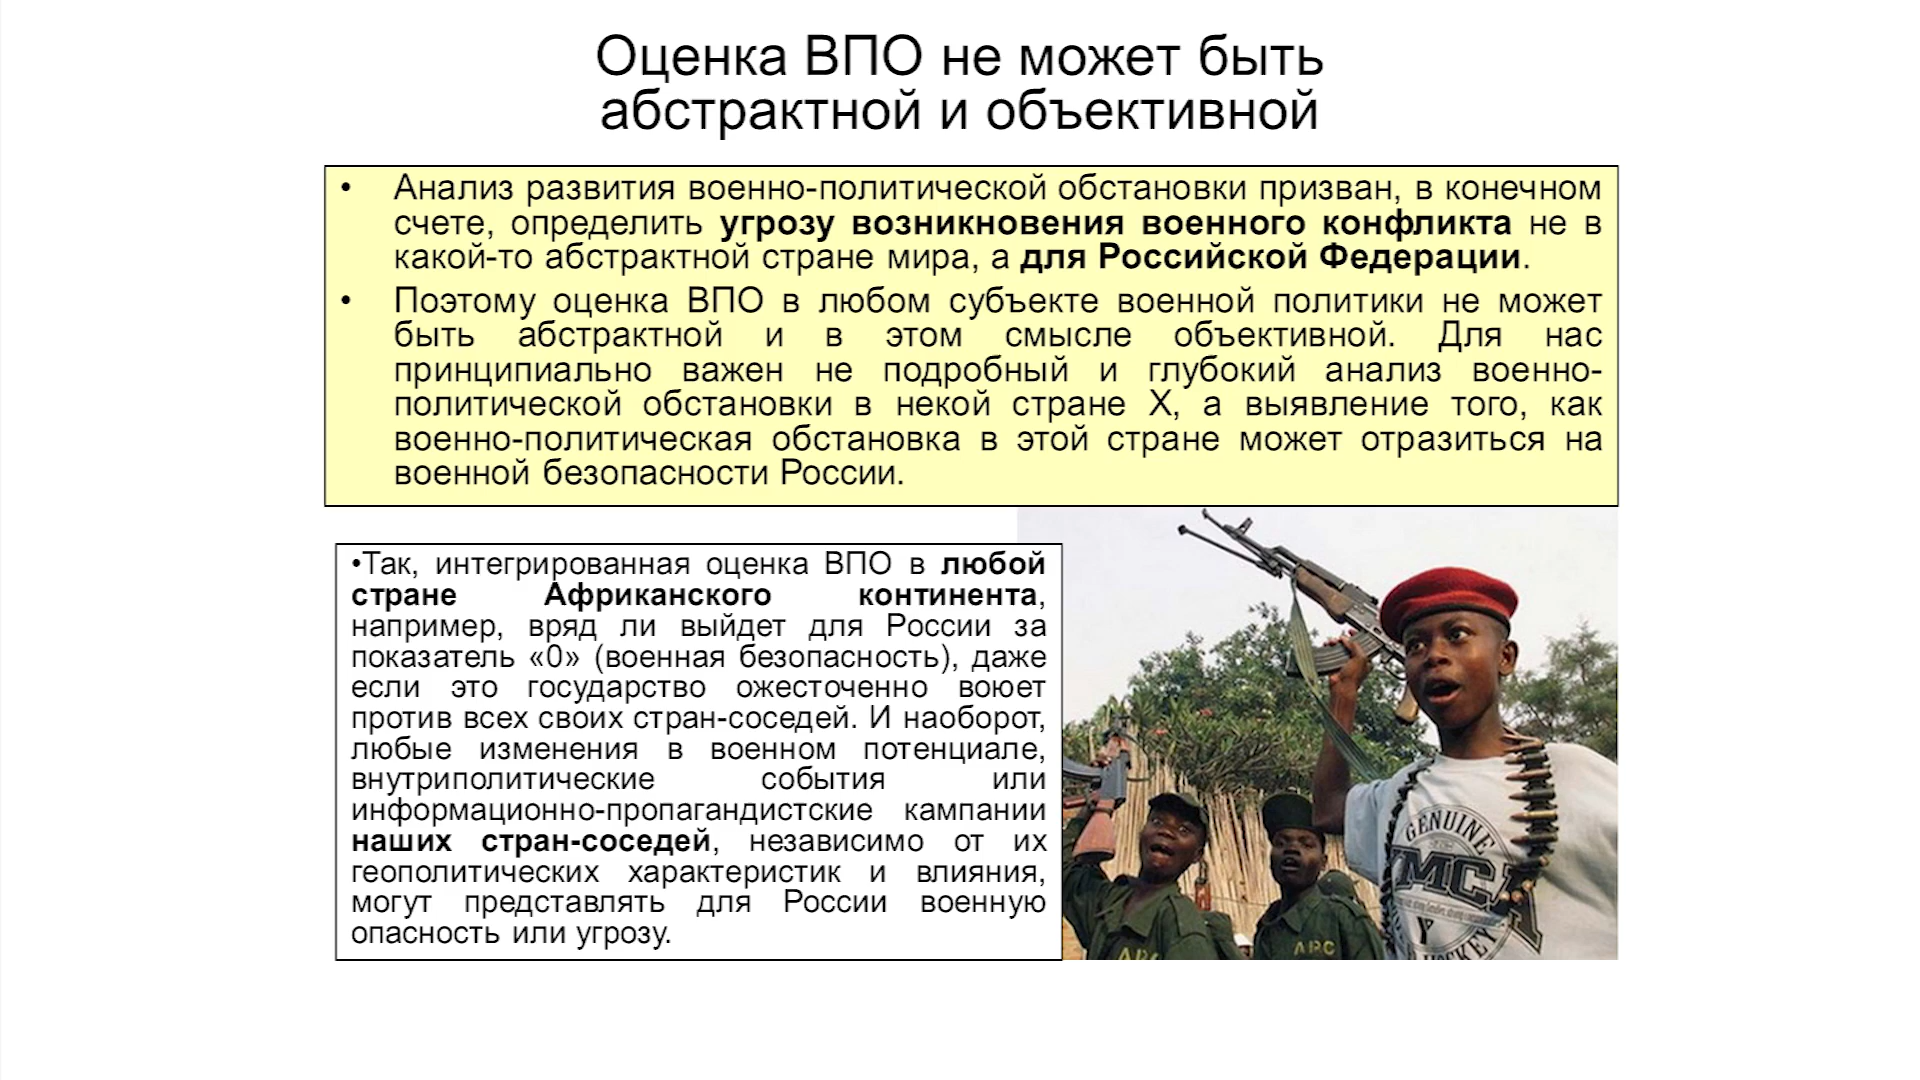 Оценка ВПО не может быть
абстрактной и объективной
• Анализ развития военно-политической обстановки призван, в конечном
счете, определить угрозу возникновения военного конфликта не в
какой-то абстрактной стране мира, а для Российской Федерации.
• Поэтому оценка ВПО в любом субъекте военной политики не может
быть абстрактной и в этом смысле объективной. Для нас
принципиально важен не подробный и глубокий анализ военно-
политической обстановки в некой стране X, а выявление того, как
военно-политическая обстановка в этой стране может отразиться на
военной безопасности России.
•Так, интегрированная оценка ВПО в любой
стране Африканского континента,
например, вряд ли выйдет для России за
показатель «0» (военная безопасность), даже
если это государство ожесточенно воюет
против всех своих стран-соседей. И наоборот,
любые изменения в военном потенциале,
внутриполитические события или
информационно-пропагандистские кампании
наших стран-соседей, независимо от их
геополитических характеристик и влияния,
могут представлять для России военную
опасность или угрозу.
GENUINE
YMCA
HOCKEY
APC